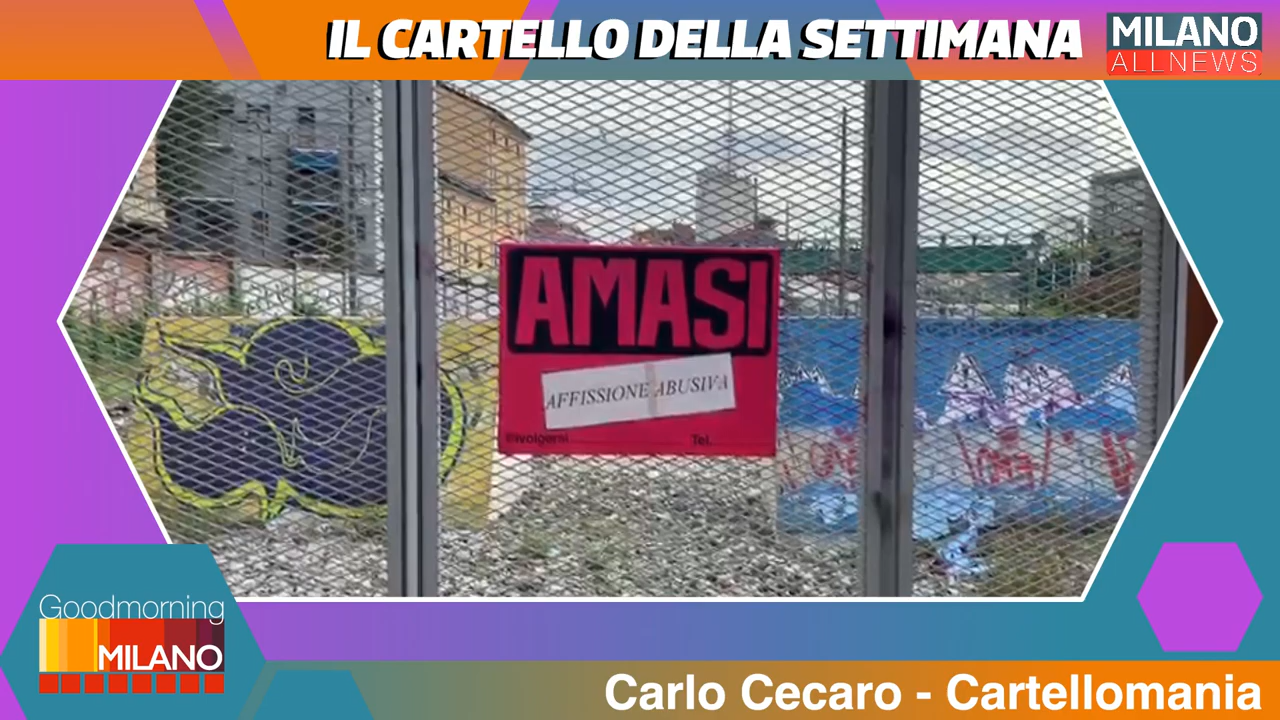 IL CARTELLO DELLA SETTIMANA
MILANO
ALLNEWS
AMASI
AFFISSIONE ABUSIVA
Tel.
Goodmorning
MILANO
Carlo Cecaro - Cartellomania